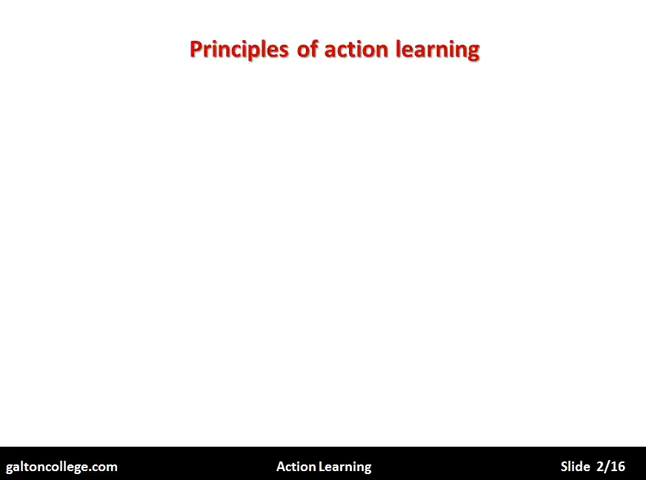 Principles of action learning
galtoncollege.com Action Learning Slide 2/16